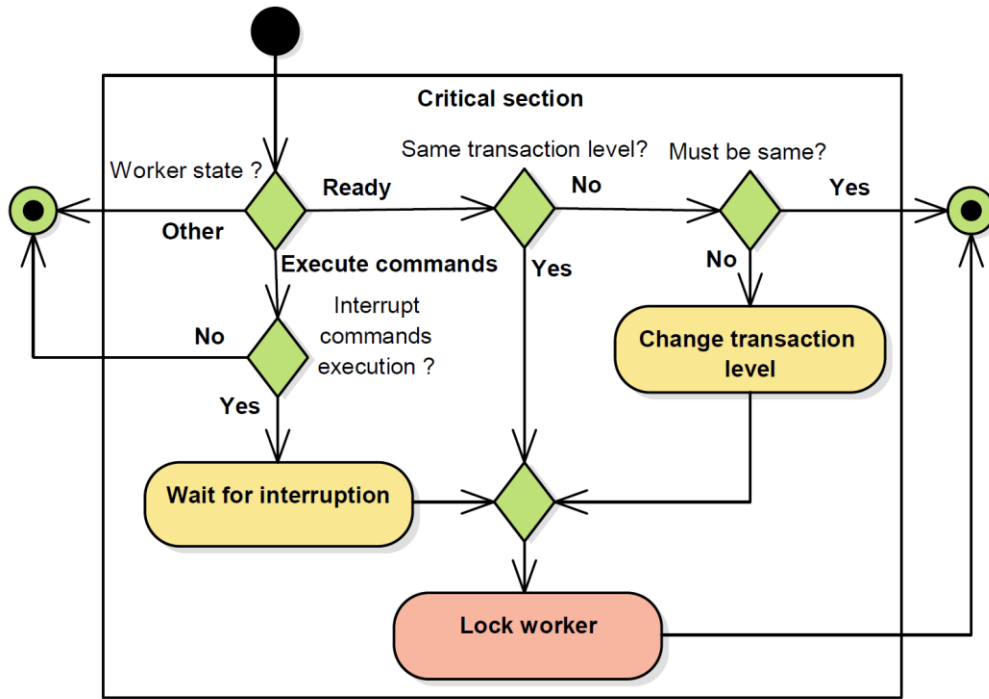 Critical section
Same transaction level?
Must be same?
Worker state ?
Ready
No
Yes
Other
Execute commands
Yes
No
Interrupt
commands
execution ?
No
Change transaction
level
Yes
Wait for interruption
Lock worker